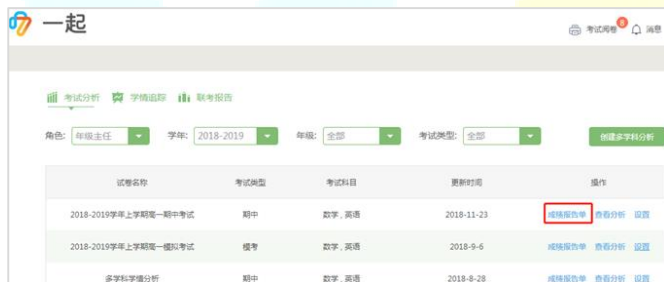 一起
考试阅卷 8 消息
考试分析 学情追踪 联考报告
角色: 年级主任 学年: 2018-2019 年级: 全部 考试类型: 全部 创建多学科分析
试卷名称 考试类型 考试科目 更新时间 操作
2018-2019学年上学期高一期中考试 期中 数学 , 英语 2018-11-23 成绩报告单 查看分析 设置
2018-2019学年上学期高一模拟考试 模考 数学 , 英语 2018-9-6 成绩报告单 查看分析 设置
多学科学情分析 期中 数学 , 英语 2018-8-28 成绩报告单 查看分析 设置